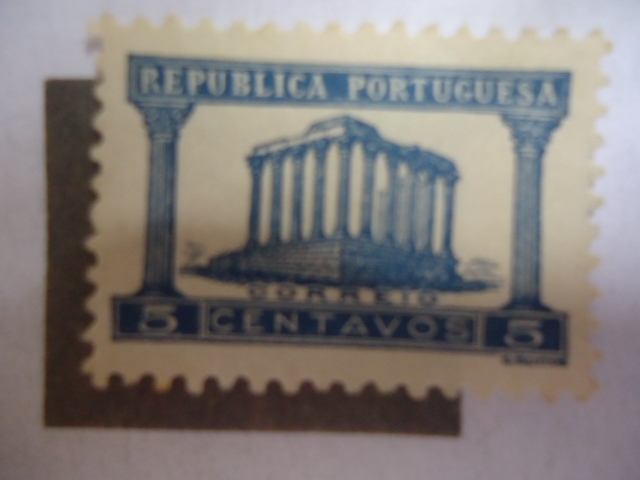 REPUBLICA PORTUGUESA
CORREIO
5 CENTAVOS 5